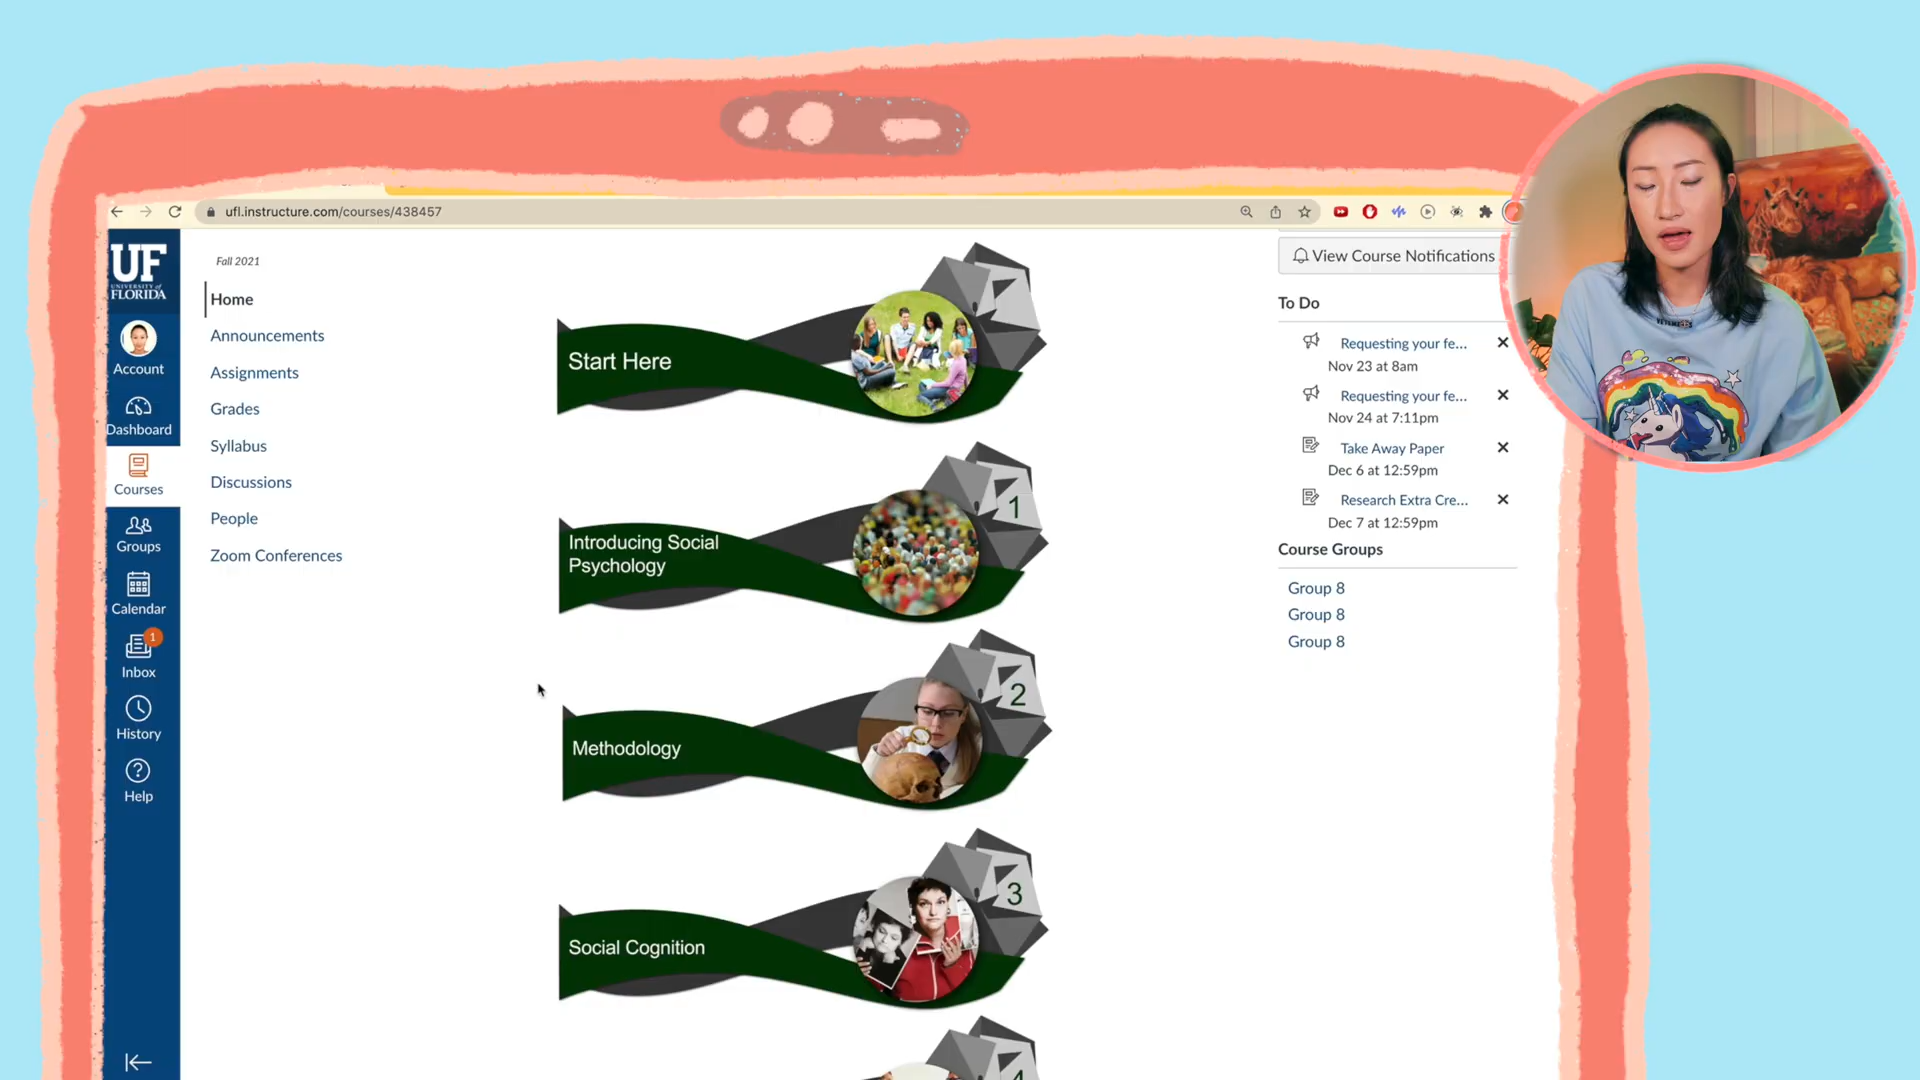 ufl.instructure.com/courses/438457
UF
UNIVERSITY of
FLORIDA
Account
Dashboard
Courses
Groups
Calendar
1
Inbox
History
Help
Fall 2021
Home
Announcements
Assignments
Grades
Syllabus
Discussions
People
Zoom Conferences
Start Here
1
Introducing Social
Psychology
2
Methodology
3
Social Cognition
4
View Course Notifications
To Do
Requesting your fe...
Nov 23 at 8am
Requesting your fe...
Nov 24 at 7:11pm
Take Away Paper
Dec 6 at 12:59pm
Research Extra Cre...
Dec 7 at 12:59pm
Course Groups
Group 8
Group 8
Group 8